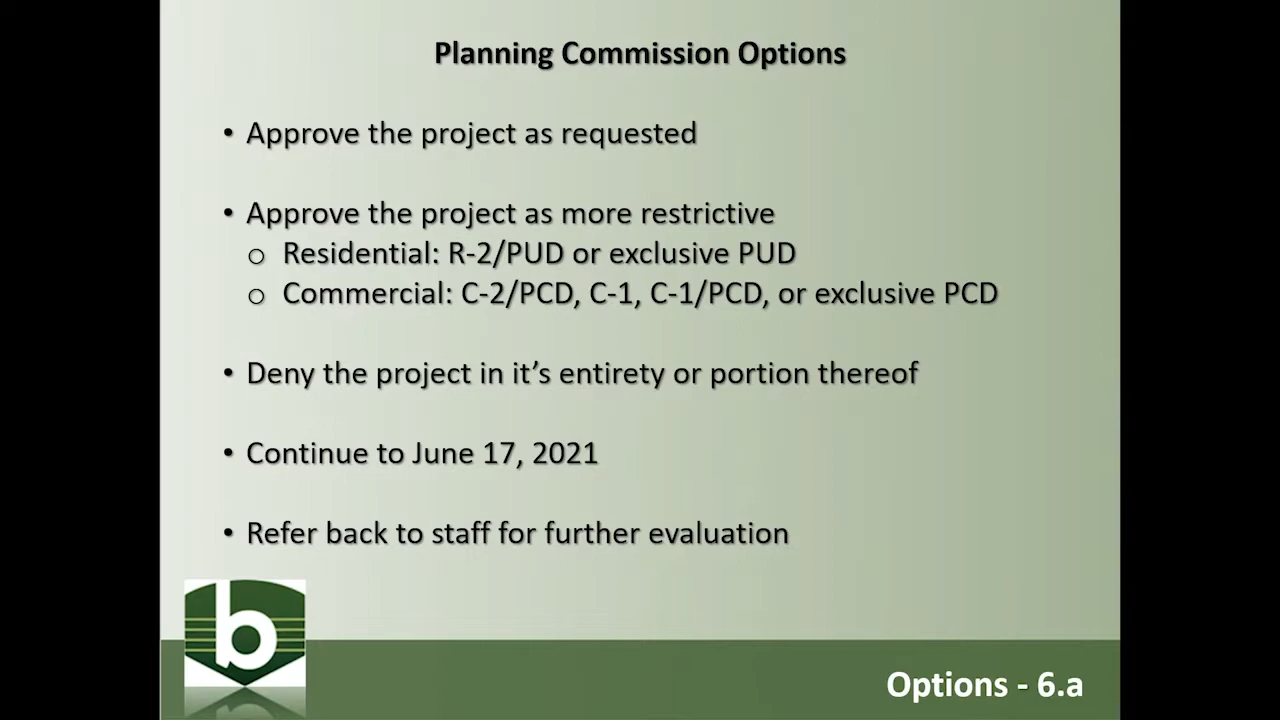 Planning Commission Options
• Approve the project as requested
• Approve the project as more restrictive
o Residential: R-2/PUD or exclusive PUD
o Commercial: C-2/PCD, C-1, C-1/PCD, or exclusive PCD
• Deny the project in it’s entirety or portion thereof
• Continue to June 17, 2021
• Refer back to staff for further evaluation
b
Options - 6.a